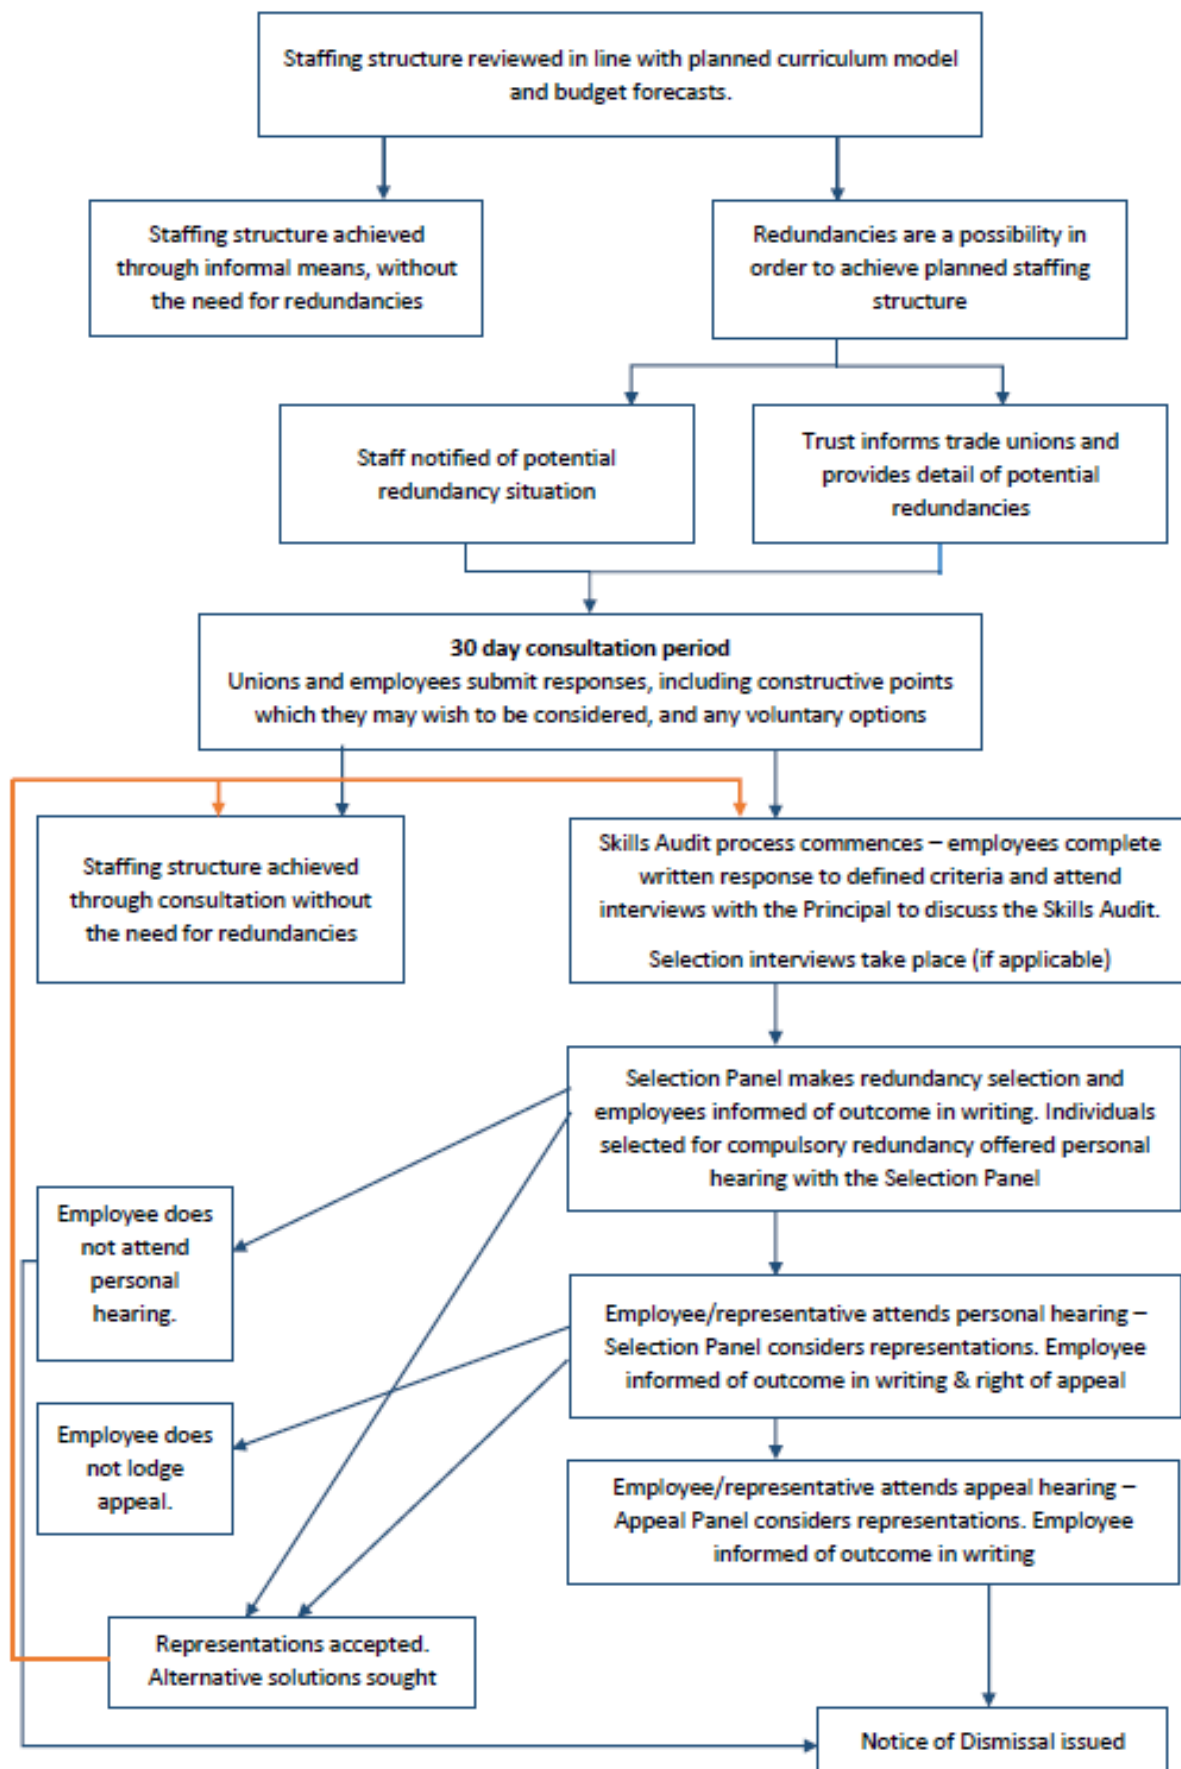 Staffing structure reviewed in line with planned curriculum model
and budget forecasts.
Staffing structure achieved
through informal means, without
the need for redundancies
Redundancies are a possibility in
order to achieve planned staffing
structure
Staff notified of potential
redundancy situation
Trust informs trade unions and
provides detail of potential
redundancies
30 day consultation period
Unions and employees submit responses, including constructive points
which they may wish to be considered, and any voluntary options
Staffing structure achieved
through consultation without
the need for redundancies
Skills Audit process commences – employees complete
written response to defined criteria and attend
interviews with the Principal to discuss the Skills Audit.
Selection interviews take place (if applicable)
Selection Panel makes redundancy selection and
employees informed of outcome in writing. Individuals
selected for compulsory redundancy offered personal
hearing with the Selection Panel
Employee does
not attend
personal
hearing.
Employee/representative attends personal hearing –
Selection Panel considers representations. Employee
informed of outcome in writing & right of appeal
Employee does
not lodge
appeal.
Employee/representative attends appeal hearing –
Appeal Panel considers representations. Employee
informed of outcome in writing
Representations accepted.
Alternative solutions sought
Notice of Dismissal issued